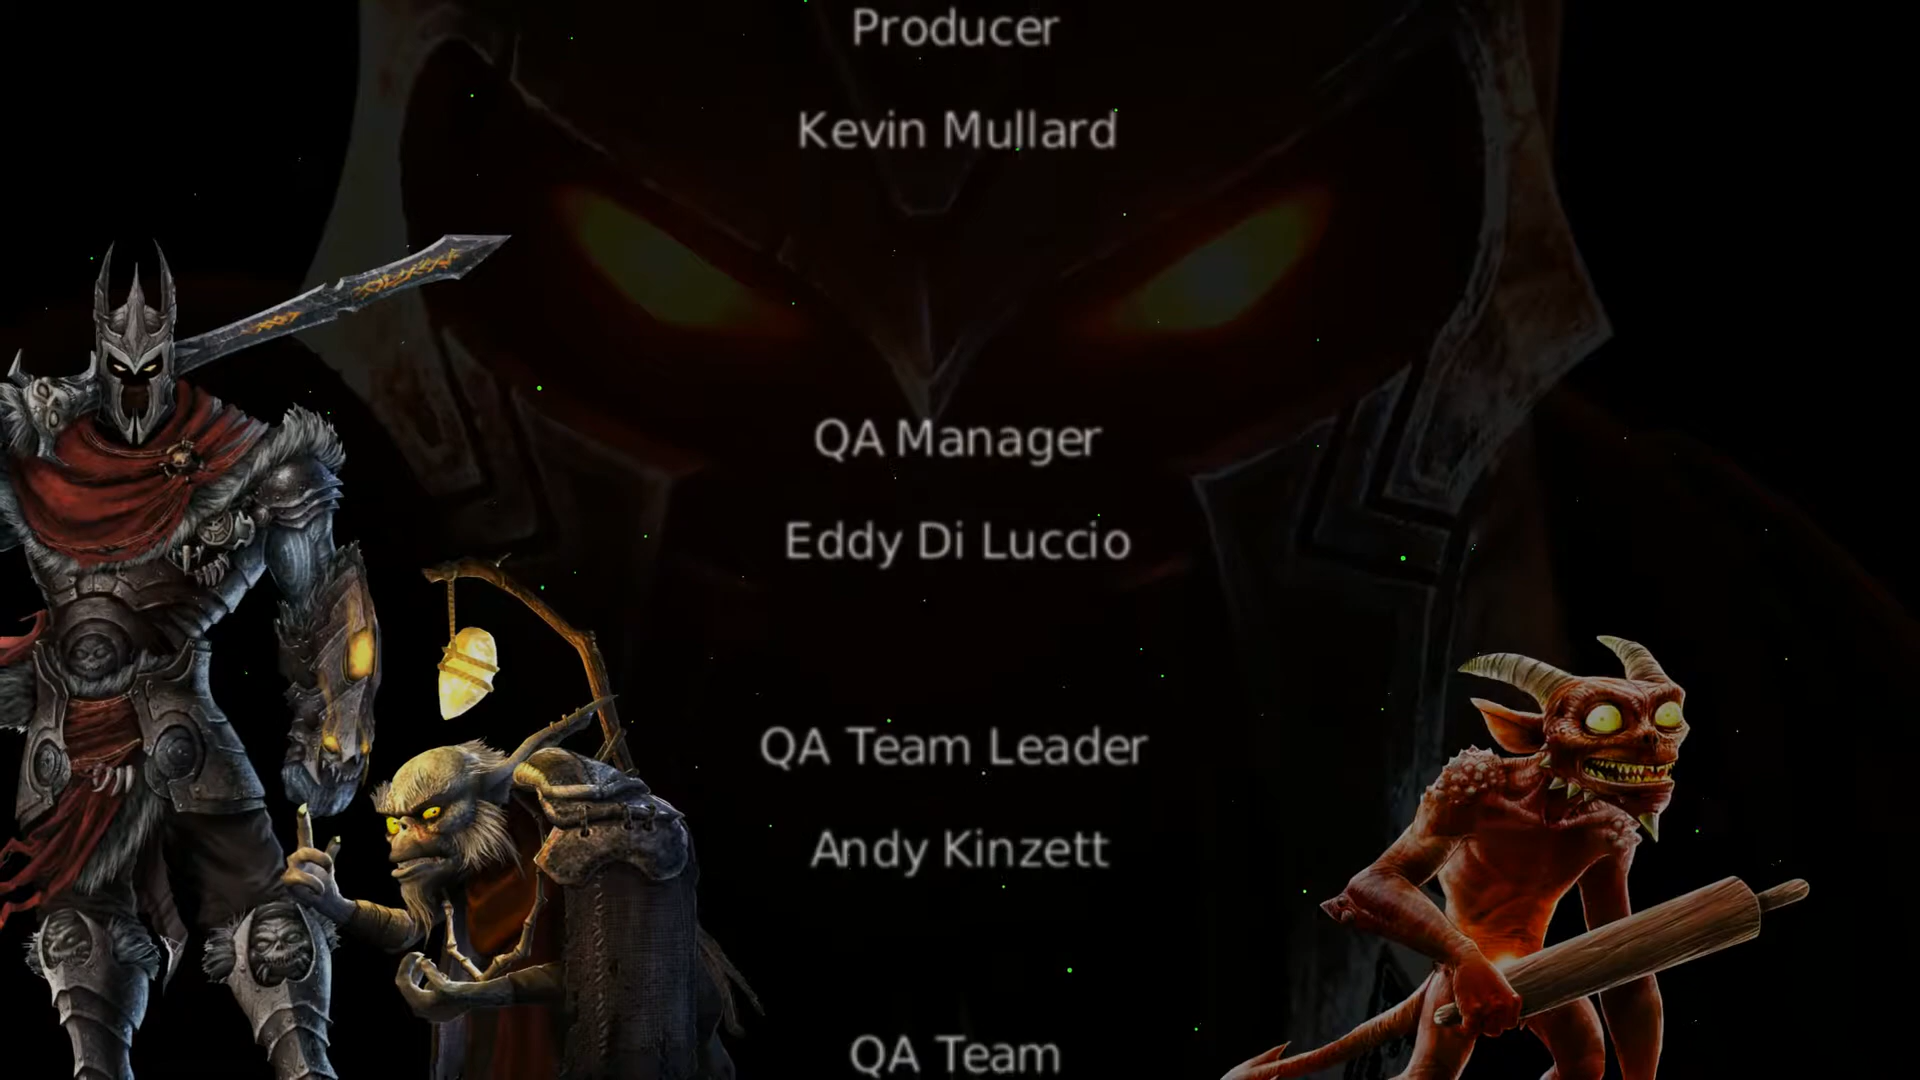 Producer
Kevin Mullard
QA Manager
Eddy Di Luccio
QA Team Leader
Andy Kinzett
QA Team